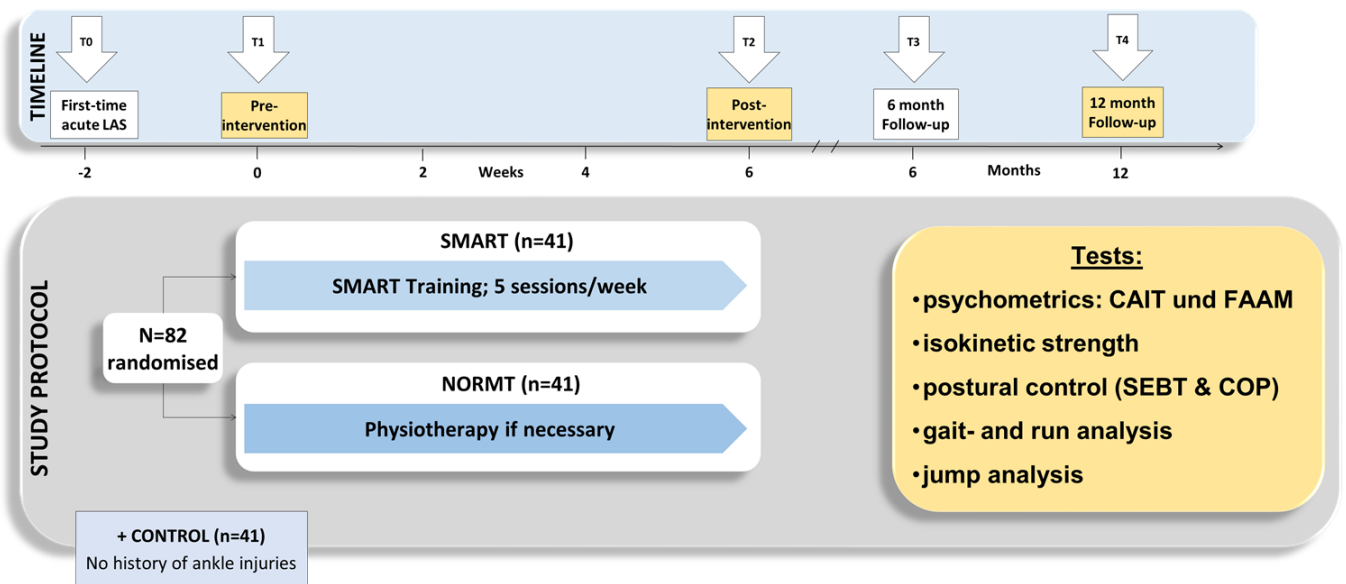 TIMELINE
T0
T1
T2
T3
T4
First-time
acute LAS
Pre-
intervention
Post-
intervention
6 month
Follow-up
12 month
Follow-up
-2
0
2
Weeks
4
6
6
Months
12
STUDY PROTOCOL
N=82
randomised
SMART (n=41)
SMART Training; 5 sessions/week
NORMT (n=41)
Physiotherapy if necessary
+ CONTROL (n=41)
No history of ankle injuries
Tests:
•psychometrics: CAIT und FAAM
•isokinetic strength
•postural control (SEBT & COP)
•gait- and run analysis
•jump analysis